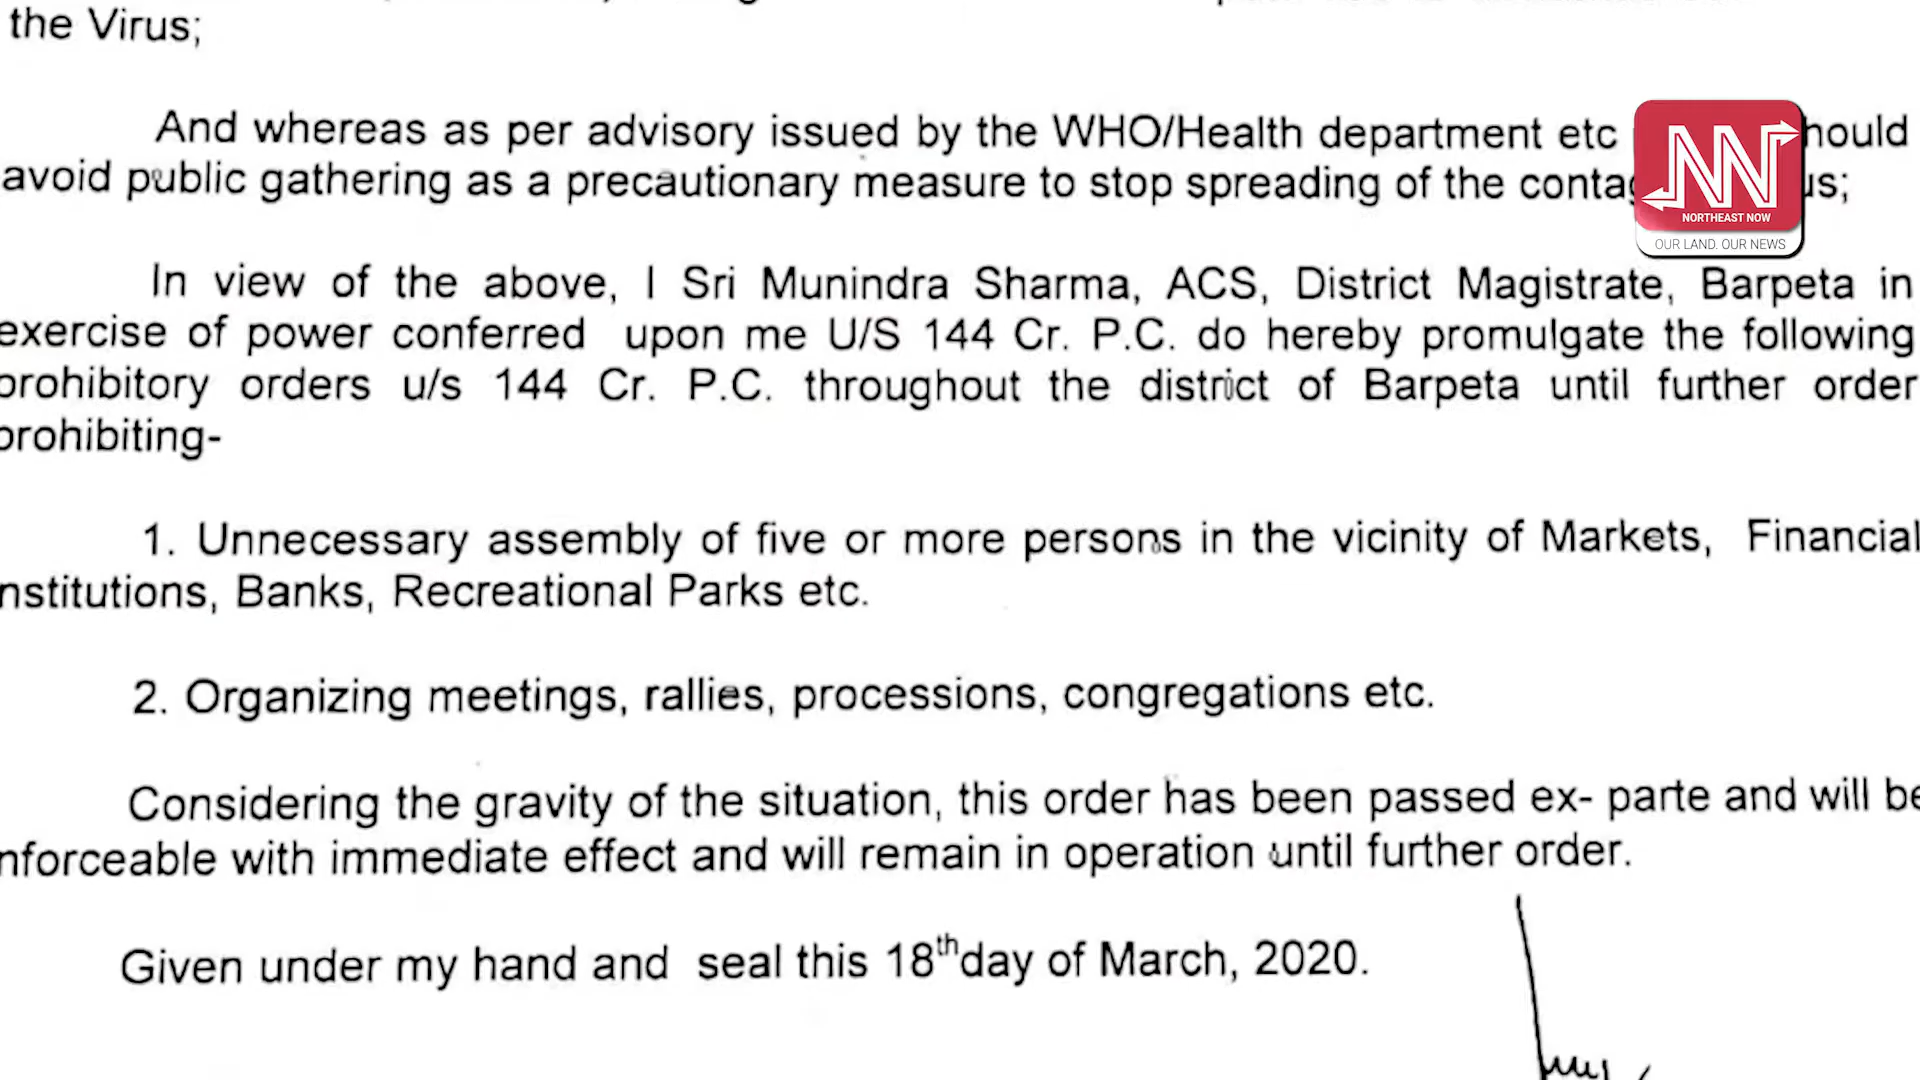 the Virus;
And whereas as per advisory issued by the WHO/Health department etc
avoid public gathering as a precautionary measure to stop spreading of the
NORTHEAST NOW
OUR LAND. OUR NEWS
In view of the above, I Sri Munindra Sharma, ACS, District Magistrate, Barpeta in
exercise of power conferred upon me U/S 144 Cr. P.C. do hereby promulgate the following
prohibitory orders u/s 144 Cr. P.C. throughout the district of Barpeta until further order
prohibiting-
1. Unnecessary assembly of five or more persons in the vicinity of Markets, Financial
nstitutions, Banks, Recreational Parks etc.
2. Organizing meetings, rallies, processions, congregations etc.
Considering the gravity of the situation, this order has been passed ex- parte and will be
nforceable with immediate effect and will remain in operation until further order.
Given under my hand and seal this 18th day of March, 2020.